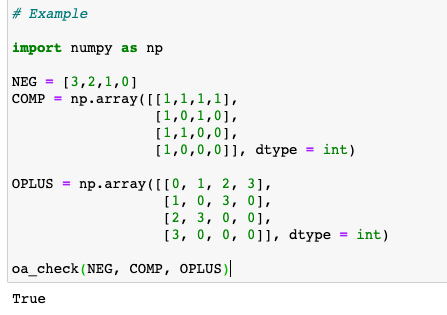 # Example
import numpy as np
NEG = [3,2,1,0]
COMP = np.array([[1,1,1,1],
[1,0,1,0],
[1,1,0,0],
[1,0,0,0]], dtype = int)
OPLUS = np.array([[0, 1, 2, 3],
[1, 0, 3, 0],
[2, 3, 0, 0],
[3, 0, 0, 0]], dtype = int)
oa_check(NEG, COMP, OPLUS)
True